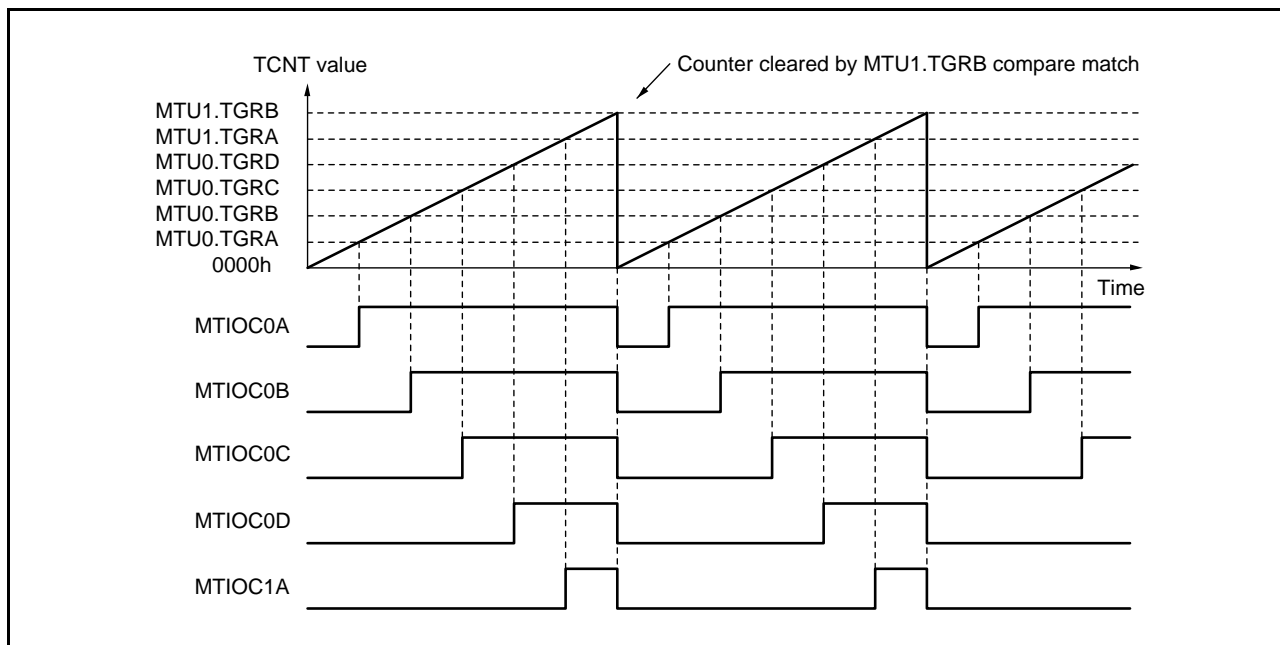 TCNT value
Counter cleared by MTU1.TGRB compare match
MTU1.TGRB
MTU1.TGRA
MTU0.TGRD
MTU0.TGRC
MTU0.TGRB
MTU0.TGRA
0000h
Time
MTIOC0A
MTIOC0B
MTIOC0C
MTIOC0D
MTIOC1A